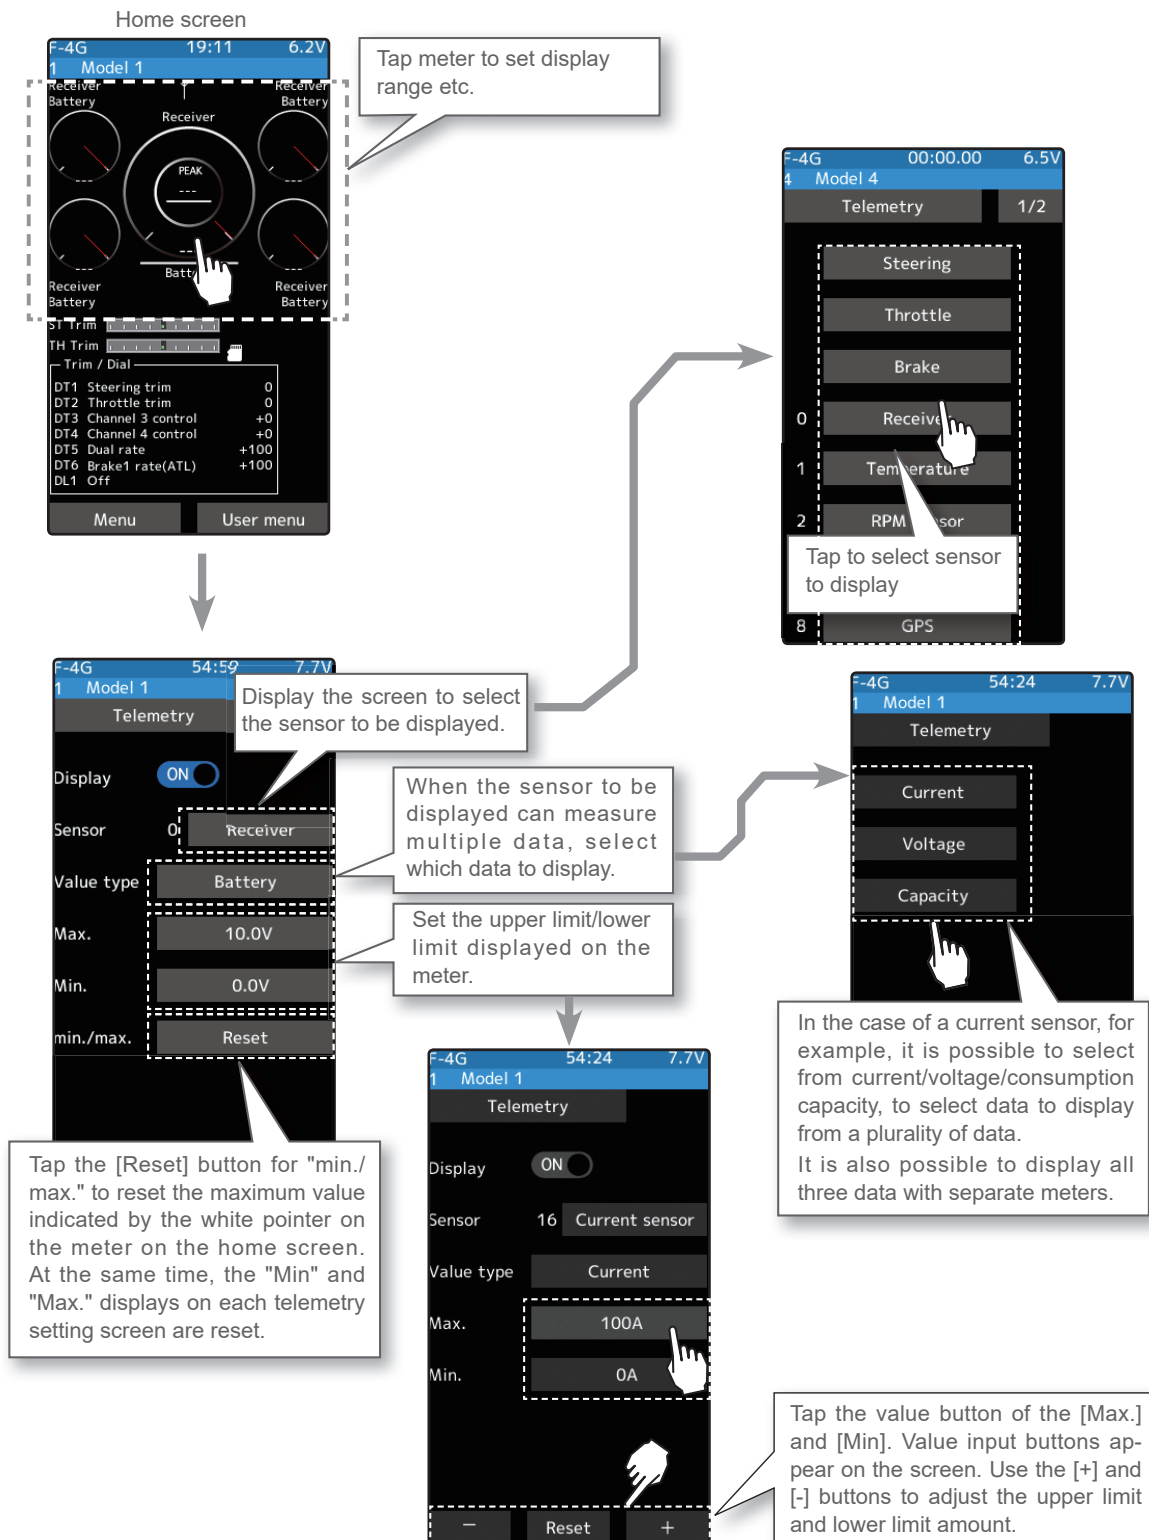 Home screen
F-4G 19:11 6.2V
1 Model 1
Receiver Battery
Receiver Battery
Receiver
PEAK
---
---
---
---
---
---
Receiver Battery
Receiver Battery
ST Trim
TH Trim
Trim / Dial
DT1 Steering trim 0
DT2 Throttle trim 0
DT3 Channel 3 control +0
DT4 Channel 4 control +0
DT5 Dual rate +100
DT6 Brake1 rate(ATL) +100
DL1 Off
Menu User menu
Tap meter to set display
range etc.
F-4G 00:00.00 6.5V
4 Model 4
Telemetry 1/2
Steering
Throttle
Brake
0 Receiver
1 Temperature
2 RPM
Tap to select sensor
to display
8 GPS
F-4G 54:59 7.7V
1 Model 1
Telemetry
Display ON
Sensor 0 Receiver
Value type Battery
Max. 10.0V
Min. 0.0V
min./max. Reset
Display the screen to select
the sensor to be displayed.
When the sensor to be
displayed can measure
multiple data, select
which data to display.
Set the upper limit/lower
limit displayed on the
meter.
F-4G 54:24 7.7V
1 Model 1
Telemetry
Current
Voltage
Capacity
In the case of a current sensor, for
example, it is possible to select
from current/voltage/consumption
capacity, to select data to display
from a plurality of data.
It is also possible to display all
three data with separate meters.
Tap the [Reset] button for "min./
max." to reset the maximum value
indicated by the white pointer on
the meter on the home screen.
At the same time, the "Min" and
"Max." displays on each telemetry
setting screen are reset.
F-4G 54:24 7.7V
1 Model 1
Telemetry
Display ON
Sensor 16 Current sensor
Value type Current
Max. 100A
Min. 0A
− Reset +
Tap the value button of the [Max.]
and [Min]. Value input buttons ap-
pear on the screen. Use the [+] and
[-] buttons to adjust the upper limit
and lower limit amount.